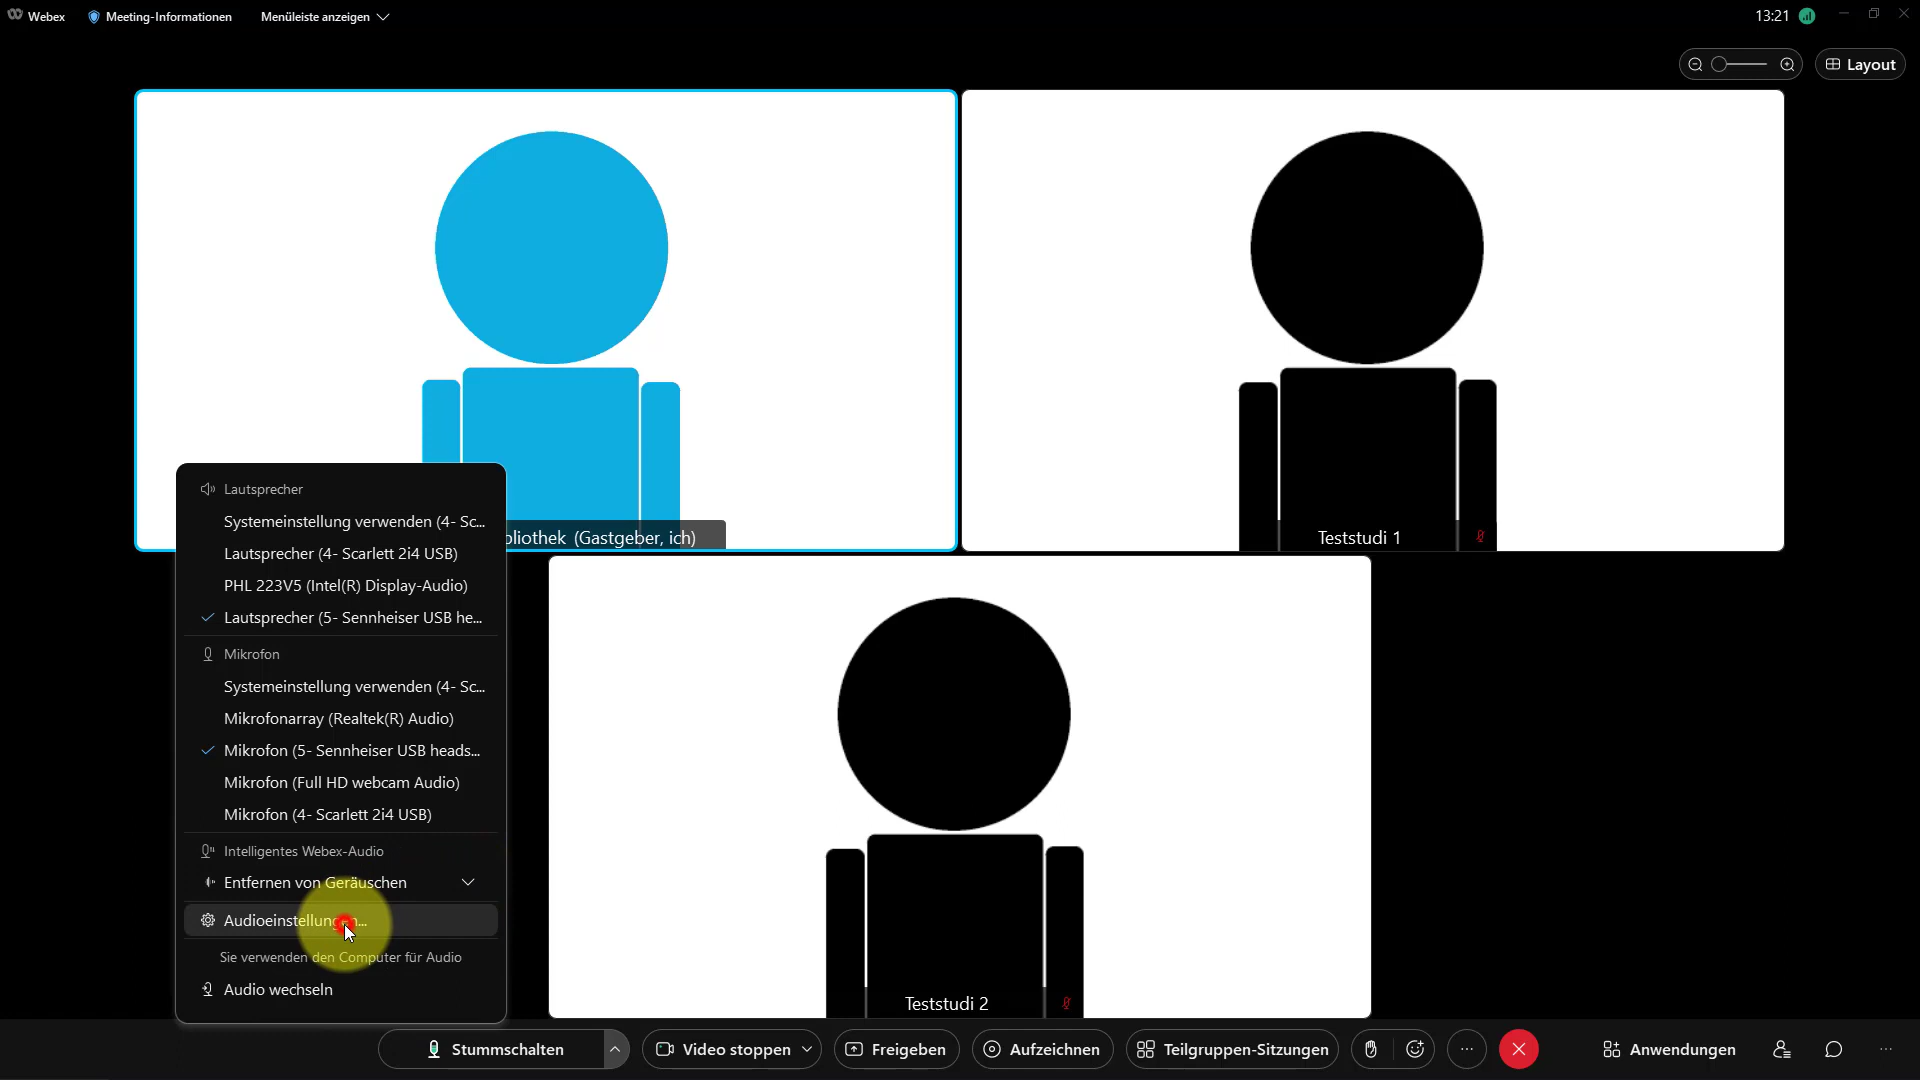 Webex
Meeting-Informationen
Menüleiste anzeigen
13:21
Layout
Lautsprecher
Systemeinstellung verwenden (4- Sc...
Lautsprecher (4- Scarlett 2i4 USB)
PHL 223V5 (Intel(R) Display-Audio)
Lautsprecher (5- Sennheiser USB he...
Mikrofon
Systemeinstellung verwenden (4- Sc...
Mikrofonarray (Realtek(R) Audio)
Mikrofon (5- Sennheiser USB heads...
Mikrofon (Full HD webcam Audio)
Mikrofon (4- Scarlett 2i4 USB)
Intelligentes Webex-Audio
Entfernen von Geräuschen
Audioeinstellungen...
Sie verwenden den Computer für Audio
Audio wechseln
bliothek (Gastgeber, ich)
Teststudi 1
Teststudi 2
Stummschalten
Video stoppen
Freigeben
Aufzeichnen
Teilgruppen-Sitzungen
Anwendungen